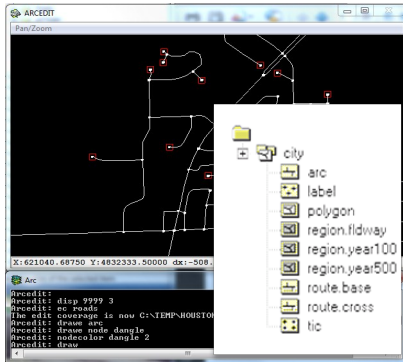 ARCEDIT
Pan/Zoom
city
arc
label
polygon
region.fldway
region.year100
region.year500
route.base
route.cross
tic
X:621040.68750 Y:4832333.50000 dx:-508.
Arc
Arcedit:
Arcedit: disp 9999 3
Arcedit: ec roads
The edit coverage is now C:\TEMP\HOUSTON
Arcedit: drawe arc
Arcedit: drawe node dangle
Arcedit: nodecolor dangle 2
Arcedit: draw